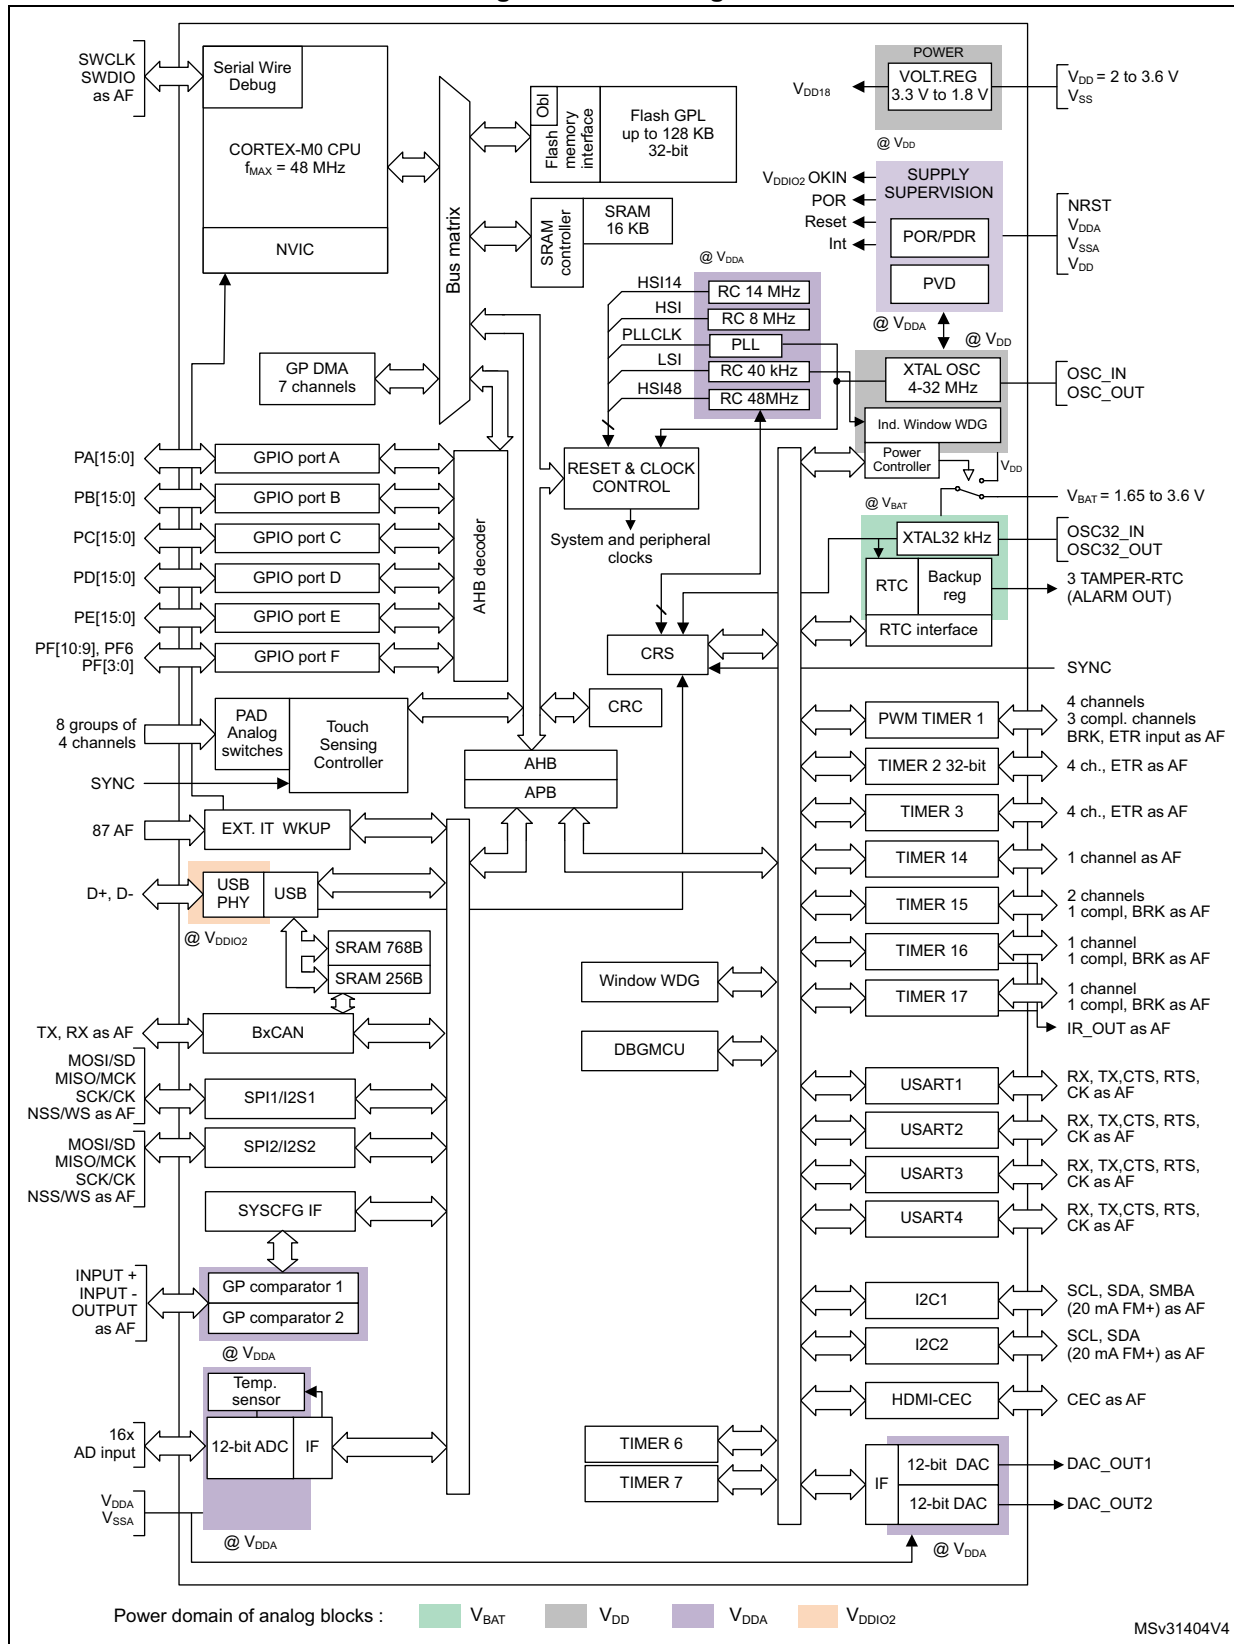 SWCLK
SWDIO
as AF
Serial Wire
Debug
CORTEX-M0 CPU
fMAX = 48 MHz
NVIC
Bus matrix
Obl
Flash
memory
interface
Flash GPL
up to 128 KB
32-bit
SRAM
controller
SRAM
16 KB
POWER
VOLT.REG
3.3 V to 1.8 V
VDD18
VDD = 2 to 3.6 V
VSS
@ VDD
SUPPLY
SUPERVISION
VDDIO2 OKIN
POR
Reset
Int
POR/PDR
PVD
NRST
VDDA
VSSA
VDD
@ VDDA
@ VDDA
@ VDD
HSI14
RC 14 MHz
HSI
RC 8 MHz
PLLCLK
PLL
LSI
RC 40 kHz
HSI48
RC 48MHz
XTAL OSC
4-32 MHz
OSC_IN
OSC_OUT
Ind. Window WDG
Power
Controller
VDD
VBAT = 1.65 to 3.6 V
@ VBAT
XTAL32 kHz
OSC32_IN
OSC32_OUT
RTC
Backup
reg
3 TAMPER-RTC
(ALARM OUT)
RTC interface
GP DMA
7 channels
RESET & CLOCK
CONTROL
System and peripheral
clocks
AHB decoder
PA[15:0]
GPIO port A
PB[15:0]
GPIO port B
PC[15:0]
GPIO port C
PD[15:0]
GPIO port D
PE[15:0]
GPIO port E
PF[10:9], PF6
PF[3:0]
GPIO port F
CRS
SYNC
8 groups of
4 channels
PAD
Analog
switches
Touch
Sensing
Controller
SYNC
CRC
AHB
APB
87 AF
EXT. IT WKUP
D+, D-
USB
PHY
USB
@ VDDIO2
SRAM 768B
SRAM 256B
TX, RX as AF
BxCAN
MOSI/SD
MISO/MCK
SCK/CK
NSS/WS as AF
SPI1/I2S1
MOSI/SD
MISO/MCK
SCK/CK
NSS/WS as AF
SPI2/I2S2
SYSCFG IF
INPUT +
INPUT -
OUTPUT
as AF
GP comparator 1
GP comparator 2
@ VDDA
Temp.
sensor
16x
AD input
12-bit ADC
IF
VDDA
VSSA
@ VDDA
PWM TIMER 1
4 channels
3 compl. channels
BRK, ETR input as AF
TIMER 2 32-bit
4 ch., ETR as AF
TIMER 3
4 ch., ETR as AF
TIMER 14
1 channel as AF
TIMER 15
2 channels
1 compl, BRK as AF
TIMER 16
1 channel
1 compl, BRK as AF
TIMER 17
1 channel
1 compl, BRK as AF
IR_OUT as AF
Window WDG
DBGMCU
USART1
RX, TX,CTS, RTS,
CK as AF
USART2
RX, TX,CTS, RTS,
CK as AF
USART3
RX, TX,CTS, RTS,
CK as AF
USART4
RX, TX,CTS, RTS,
CK as AF
I2C1
SCL, SDA, SMBA
(20 mA FM+) as AF
I2C2
SCL, SDA
(20 mA FM+) as AF
HDMI-CEC
CEC as AF
TIMER 6
TIMER 7
IF
12-bit DAC
DAC_OUT1
12-bit DAC
DAC_OUT2
@ VDDA
Power domain of analog blocks :
VBAT
VDD
VDDA
VDDIO2
MSv31404V4